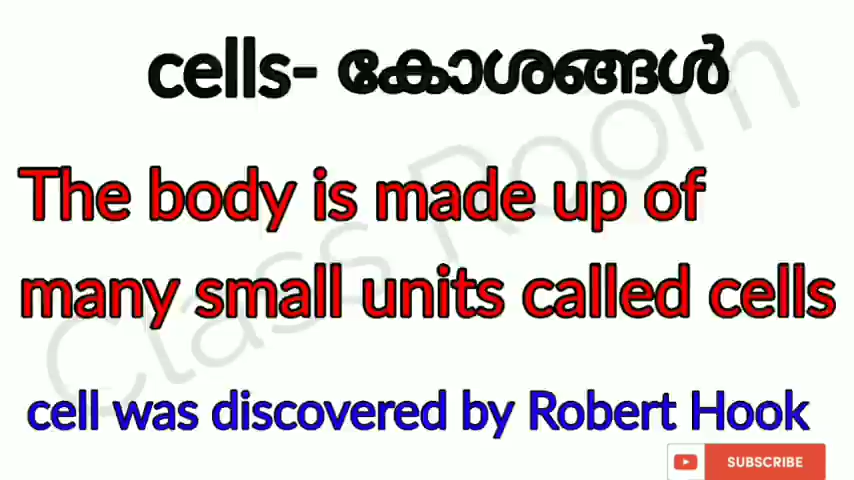 cells- കോശങ്ങൾ
The body is made up of
many small units called cells
cell was discovered by Robert Hook
SUBSCRIBE
Class Room